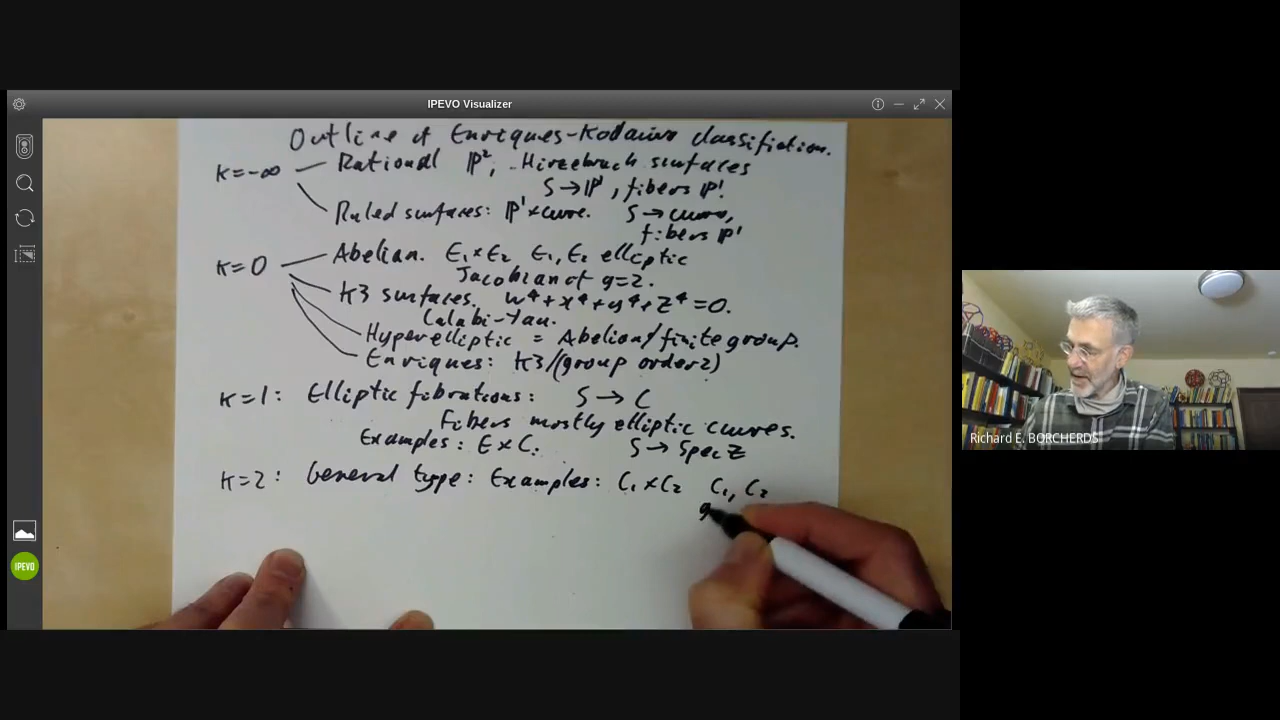 IPEVO Visualizer
Outline of Enriques-Kodaira classifiction.
K=-∞ — Rational ℙ², Hirzebruch surfaces
S→ℙ¹, fibers ℙ¹.
Ruled surfaces: ℙ¹×curve. S→curve,
fibers ℙ¹
K=0 — Abelian. E₁×E₂ E₁, E₂ elliptic
Jacobian of g=2.
K3 surfaces. w⁴+x⁴+y⁴+z⁴=0.
Calabi-Yau.
Hyperelliptic = Abelian/finite group.
Enriques: K3/(group order 2)
K=1: Elliptic fibrations: S → C
Fibers mostly elliptic curves.
Examples: E×C. S→Spec Z
K=2: General type: Examples: C₁×C₂ C₁, C₂
g
Richard E. BORCHERDS
IPEVO